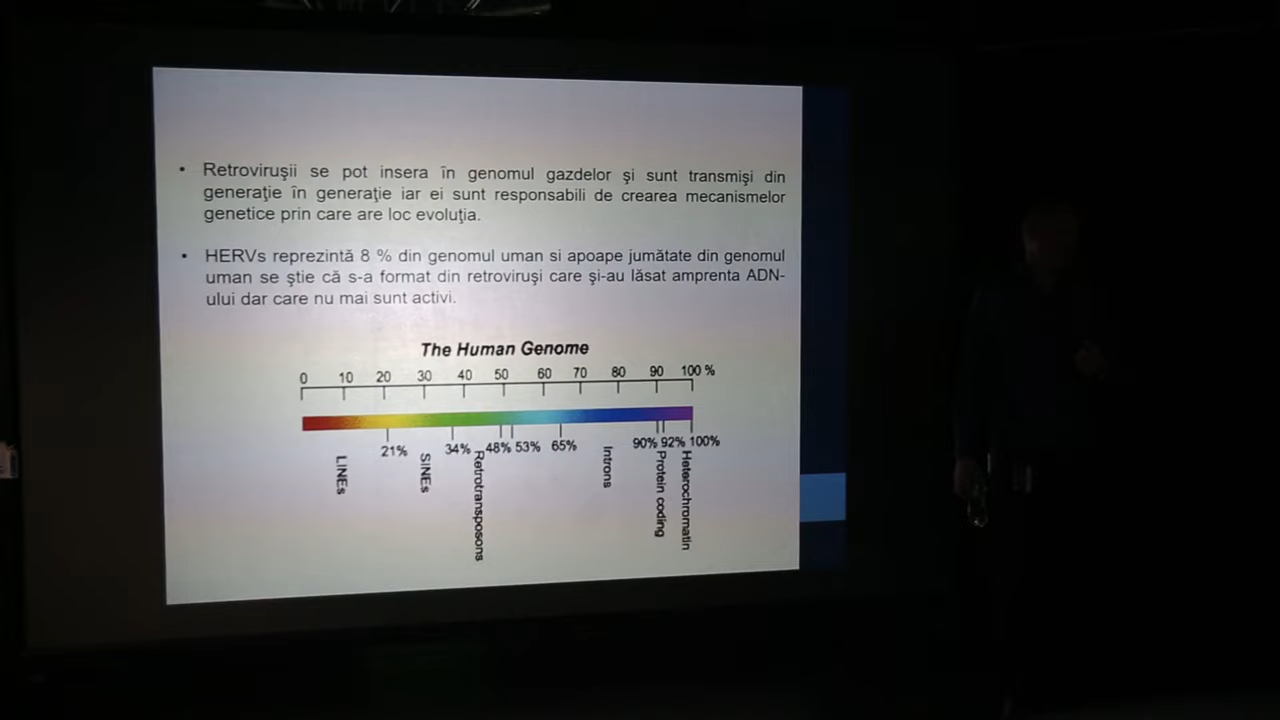 • Retroviruşii se pot insera în genomul gazdelor şi sunt transmişi din
generaţie în generaţie iar ei sunt responsabili de crearea mecanismelor
genetice prin care are loc evoluţia.
• HERVs reprezintă 8 % din genomul uman si apoape jumătate din genomul
uman se ştie că s-a format din retroviruşi care şi-au lăsat amprenta ADN-
ului dar care nu mai sunt activi.
The Human Genome
0 10 20 30 40 50 60 70 80 90 100 %
21% 34% 48% 53% 65% 90% 92% 100%
LINEs
SINEs
Retrotransposons
Introns
Protein coding
Heterochromatin